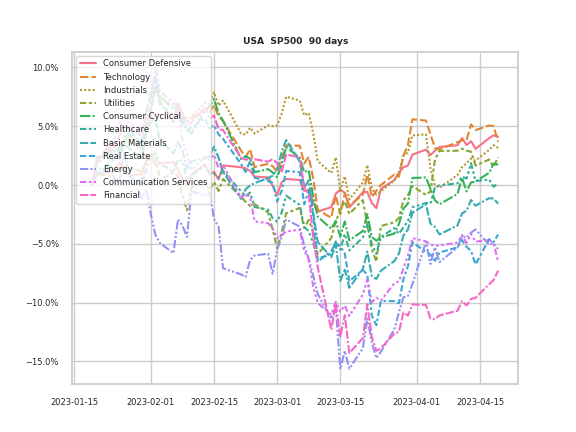 USA SP500 90 days
10.0%
5.0%
0.0%
−5.0%
−10.0%
−15.0%
Consumer Defensive
Technology
Industrials
Utilities
Consumer Cyclical
Healthcare
Basic Materials
Real Estate
Energy
Communication Services
Financial
2023-01-15
2023-02-01
2023-02-15
2023-03-01
2023-03-15
2023-04-01
2023-04-15